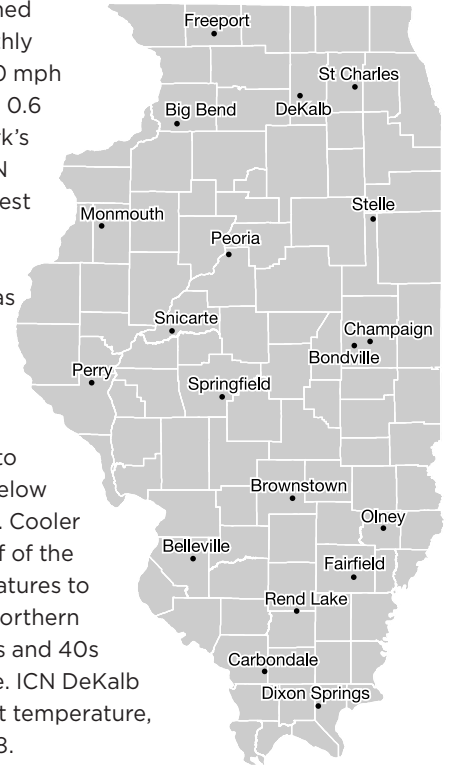 ned
hly
0 mph
0.6
k's
N
est
as
to
elow
. Cooler
f of the
atures to
orthern
s and 40s
e. ICN DeKalb
t temperature,
3.
Freeport
St Charles
DeKalb
Big Bend
Stelle
Monmouth
Peoria
Snicarte
Champaign
Bondville
Perry
Springfield
Brownstown
Olney
Belleville
Fairfield
Rend Lake
Carbondale
Dixon Springs